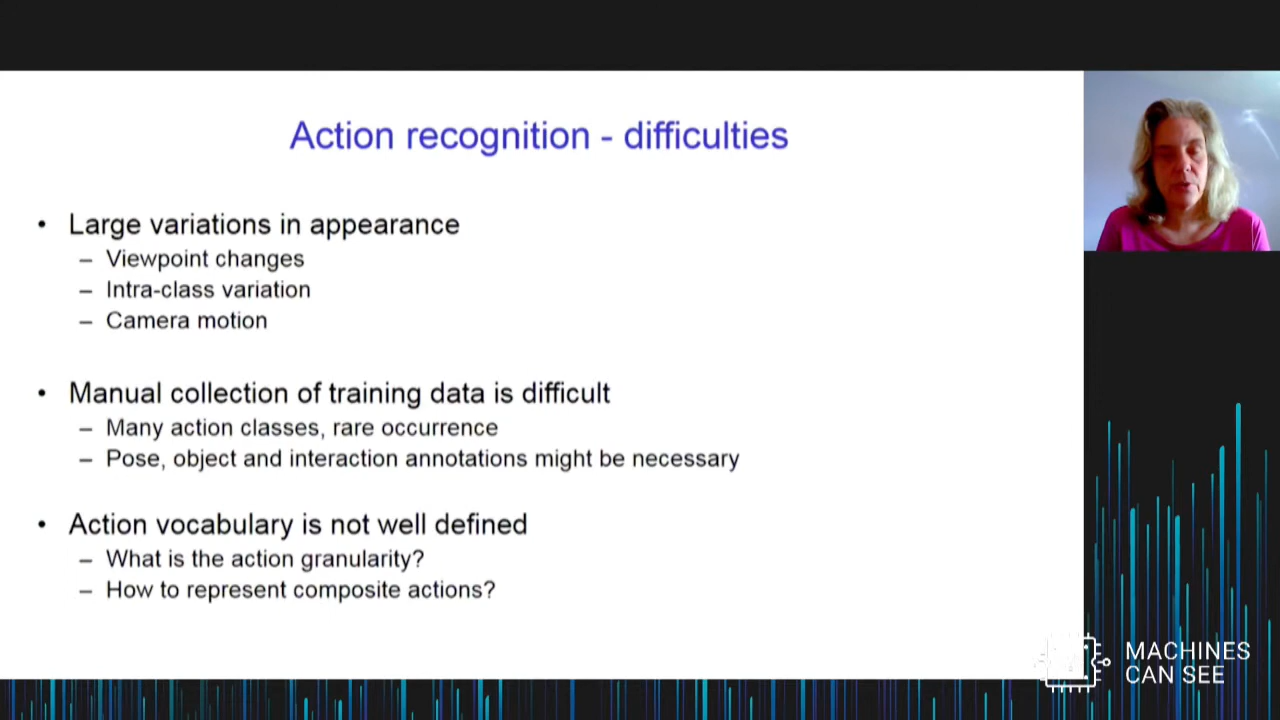 Action recognition - difficulties
• Large variations in appearance
– Viewpoint changes
– Intra-class variation
– Camera motion
• Manual collection of training data is difficult
– Many action classes, rare occurrence
– Pose, object and interaction annotations might be necessary
• Action vocabulary is not well defined
– What is the action granularity?
– How to represent composite actions?
MACHINES
CAN SEE